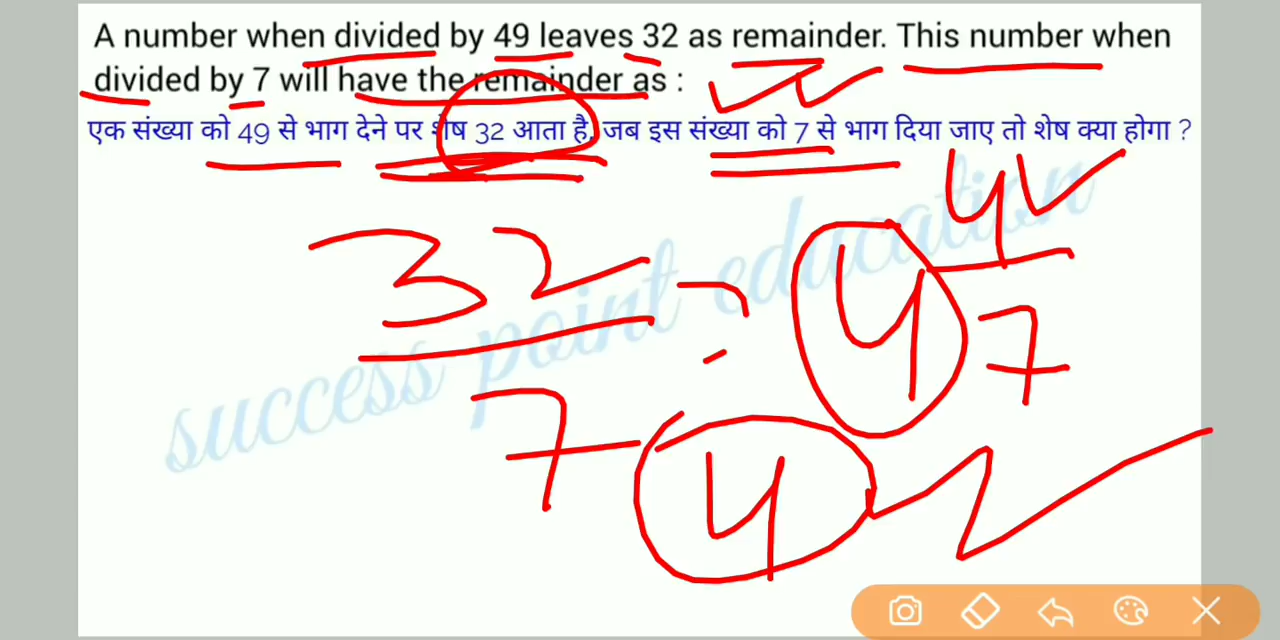 A number when divided by 49 leaves 32 as remainder. This number when
divided by 7 will have the remainder as :
एक संख्या को 49 से भाग देने पर शेष 32 आता है, जब इस संख्या को 7 से भाग दिया जाए तो शेष क्या होगा ?
success point education
32 = 4 4
7 7
4